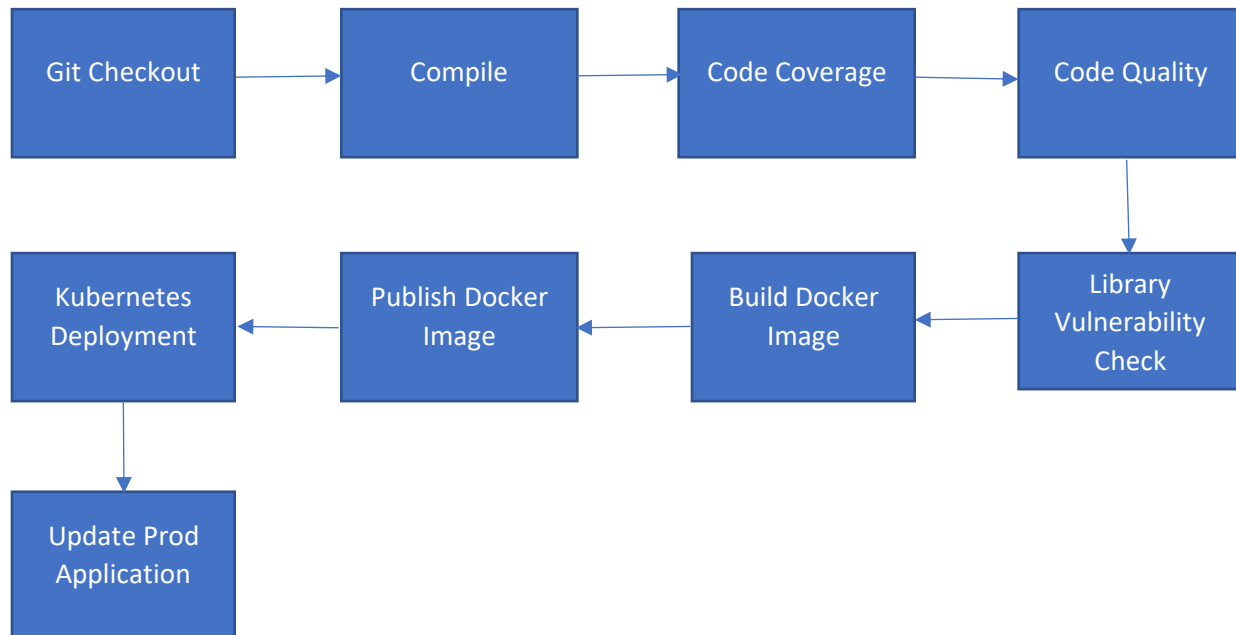 Git Checkout
Compile
Code Coverage
Code Quality
Library
Vulnerability
Check
Build Docker
Image
Publish Docker
Image
Kubernetes
Deployment
Update Prod
Application